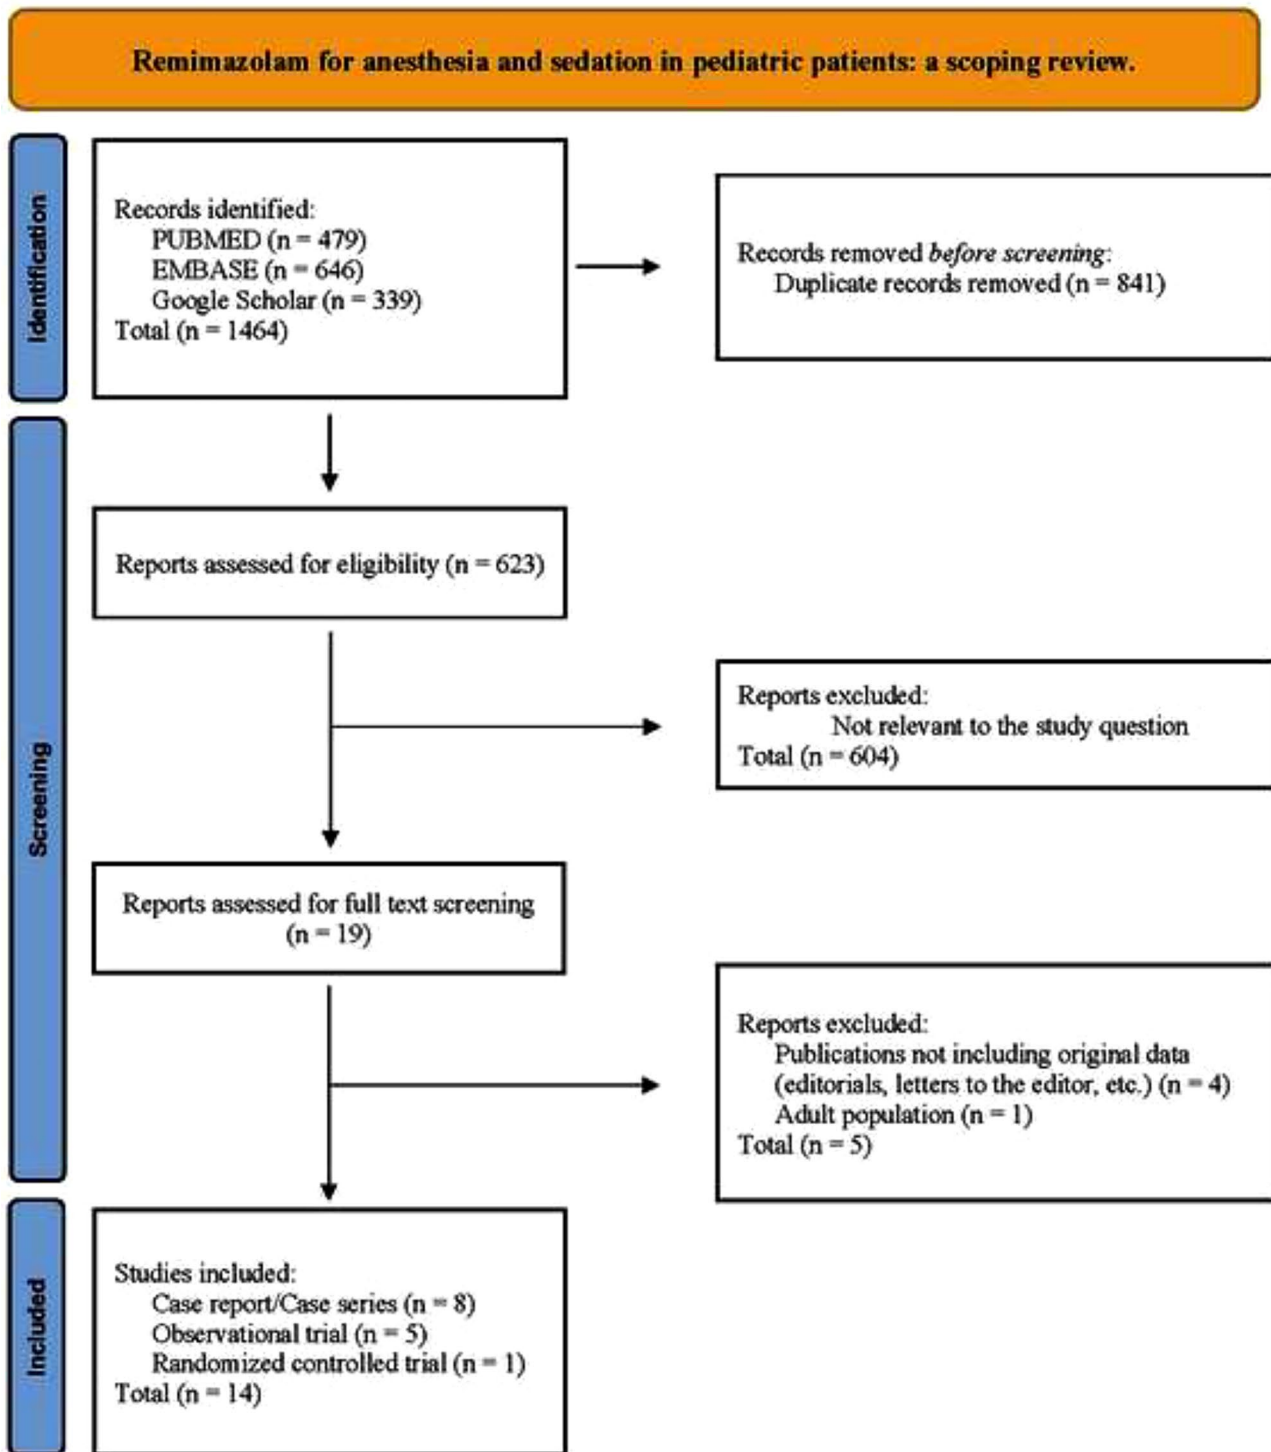 Remimazolam for anesthesia and sedation in pediatric patients: a scoping review.
Identification
Records identified:
PUBMED (n = 479)
EMBASE (n = 646)
Google Scholar (n = 339)
Total (n = 1464)
Records removed before screening:
Duplicate records removed (n = 841)
Screening
Reports assessed for eligibility (n = 623)
Reports excluded:
Not relevant to the study question
Total (n = 604)
Reports assessed for full text screening
(n = 19)
Reports excluded:
Publications not including original data
(editorials, letters to the editor, etc.) (n = 4)
Adult population (n = 1)
Total (n = 5)
Included
Studies included:
Case report/Case series (n = 8)
Observational trial (n = 5)
Randomized controlled trial (n = 1)
Total (n = 14)